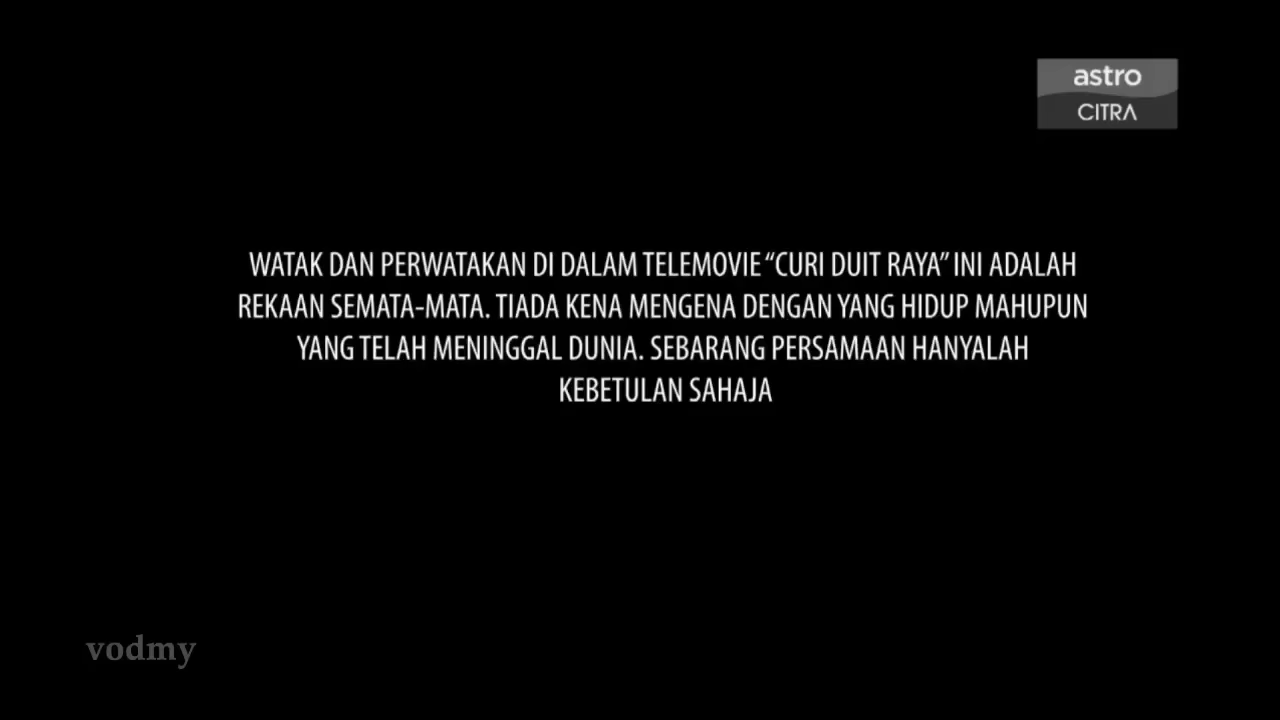 astro
CITRA
WATAK DAN PERWATAKAN DI DALAM TELEMOVIE “CURI DUIT RAYA” INI ADALAH
REKAAN SEMATA-MATA. TIADA KENA MENGENA DENGAN YANG HIDUP MAHUPUN
YANG TELAH MENINGGAL DUNIA. SEBARANG PERSAMAAN HANYALAH
KEBETULAN SAHAJA
vodmy